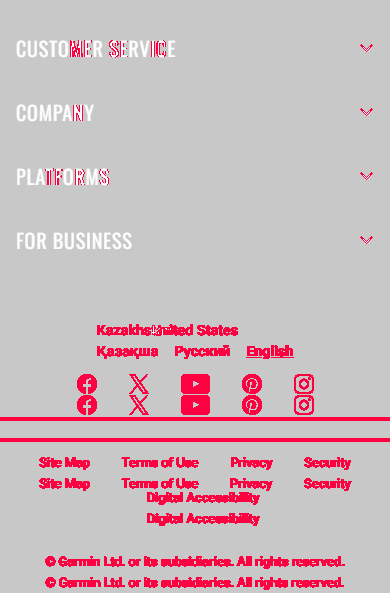 CUSTOMER SERVICE
COMPANY
PLATFORMS
FOR BUSINESS
United States
Қазақша Русский English
Site Map Terms of Use Privacy Security
Site Map Terms of Use Privacy Security
Digital Accessibility
Digital Accessibility
© Garmin Ltd. or its subsidiaries. All rights reserved.
© Garmin Ltd. or its subsidiaries. All rights reserved.